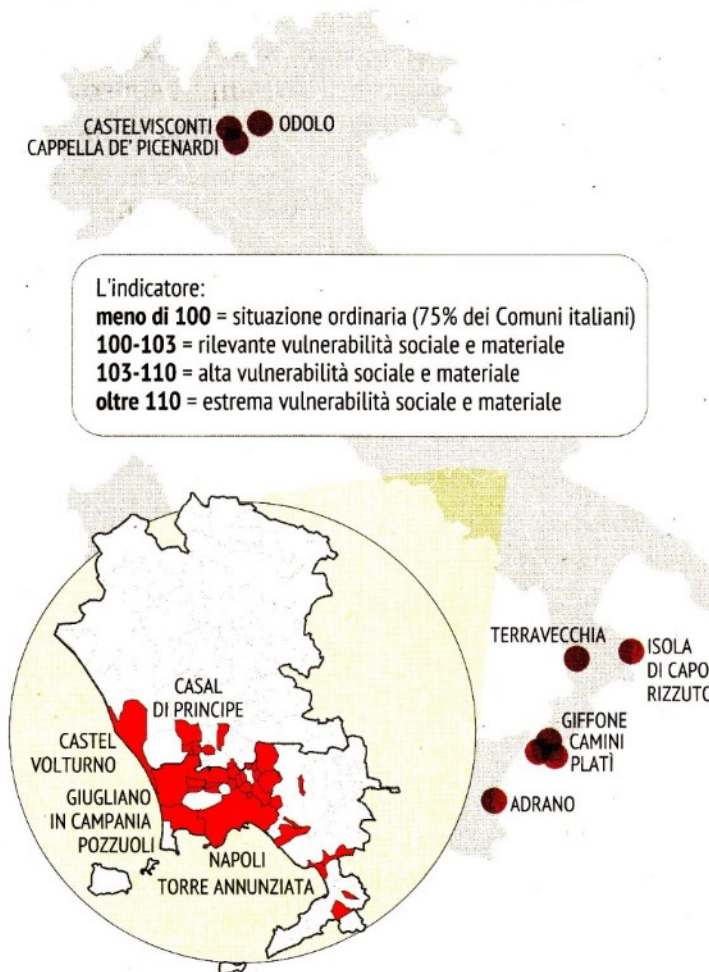 CASTELVISCONTI
ODOLO
CAPPELLA DE' PICENARDI
L'indicatore:
meno di 100 = situazione ordinaria (75% dei Comuni italiani)
100-103 = rilevante vulnerabilità sociale e materiale
103-110 = alta vulnerabilità sociale e materiale
oltre 110 = estrema vulnerabilità sociale e materiale
TERRAVECCHIA
ISOLA
DI CAPO
RIZZUTO
CASAL
DI PRINCIPE
CASTEL
VOLTURNO
GIUGLIANO
IN CAMPANIA
POZZUOLI
NAPOLI
TORRE ANNUNZIATA
GIFFONE
CAMINI
PLATÌ
ADRANO